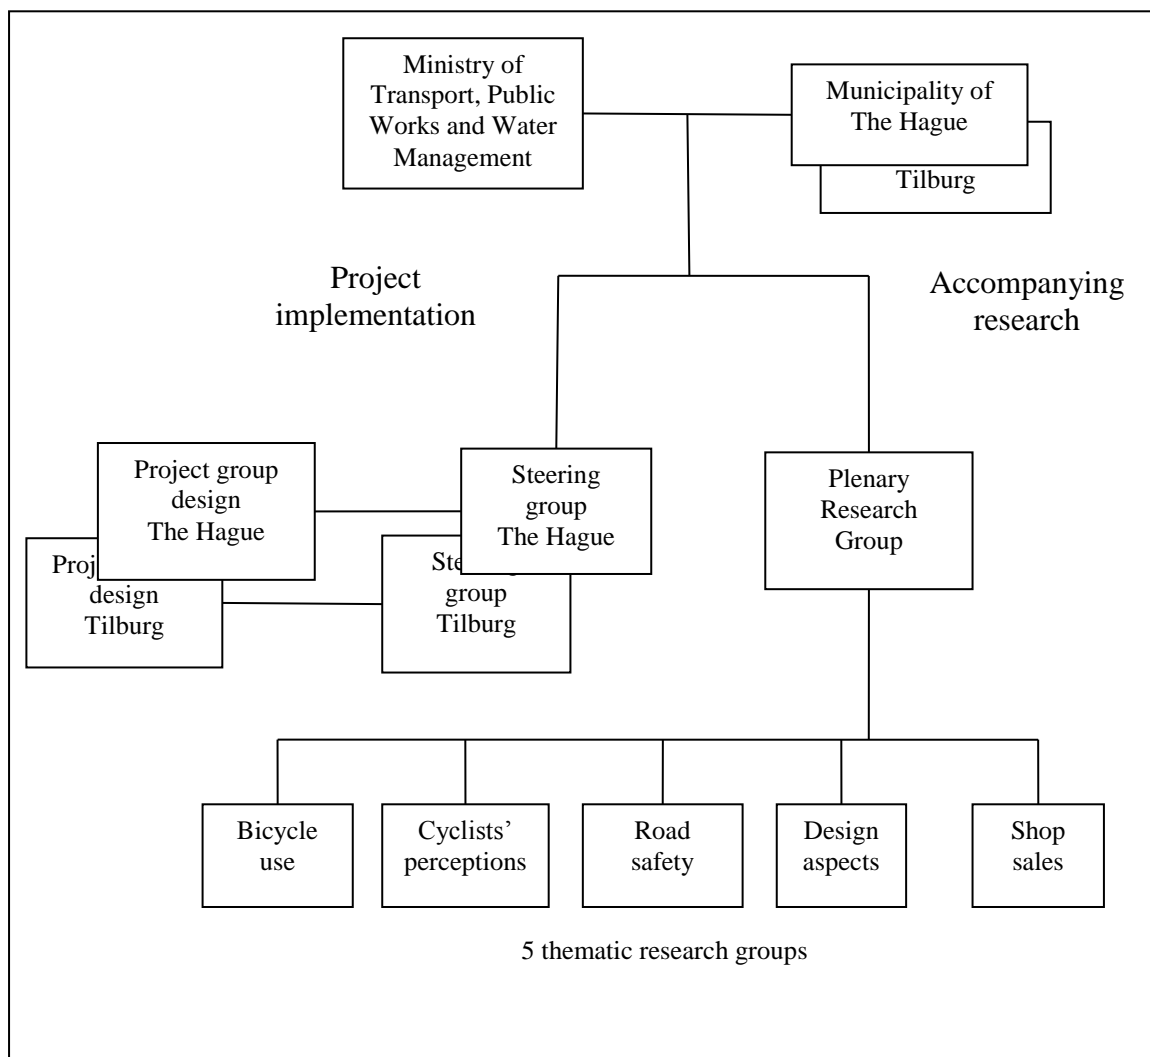 Ministry of
Transport, Public
Works and Water
Management
Municipality of
The Hague
Tilburg
Project
implementation
Accompanying
research
Project group
design
The Hague
Steering
group
The Hague
Plenary
Research
Group
design
Tilburg
group
Tilburg
Bicycle
use
Cyclists’
perceptions
Road
safety
Design
aspects
Shop
sales
5 thematic research groups